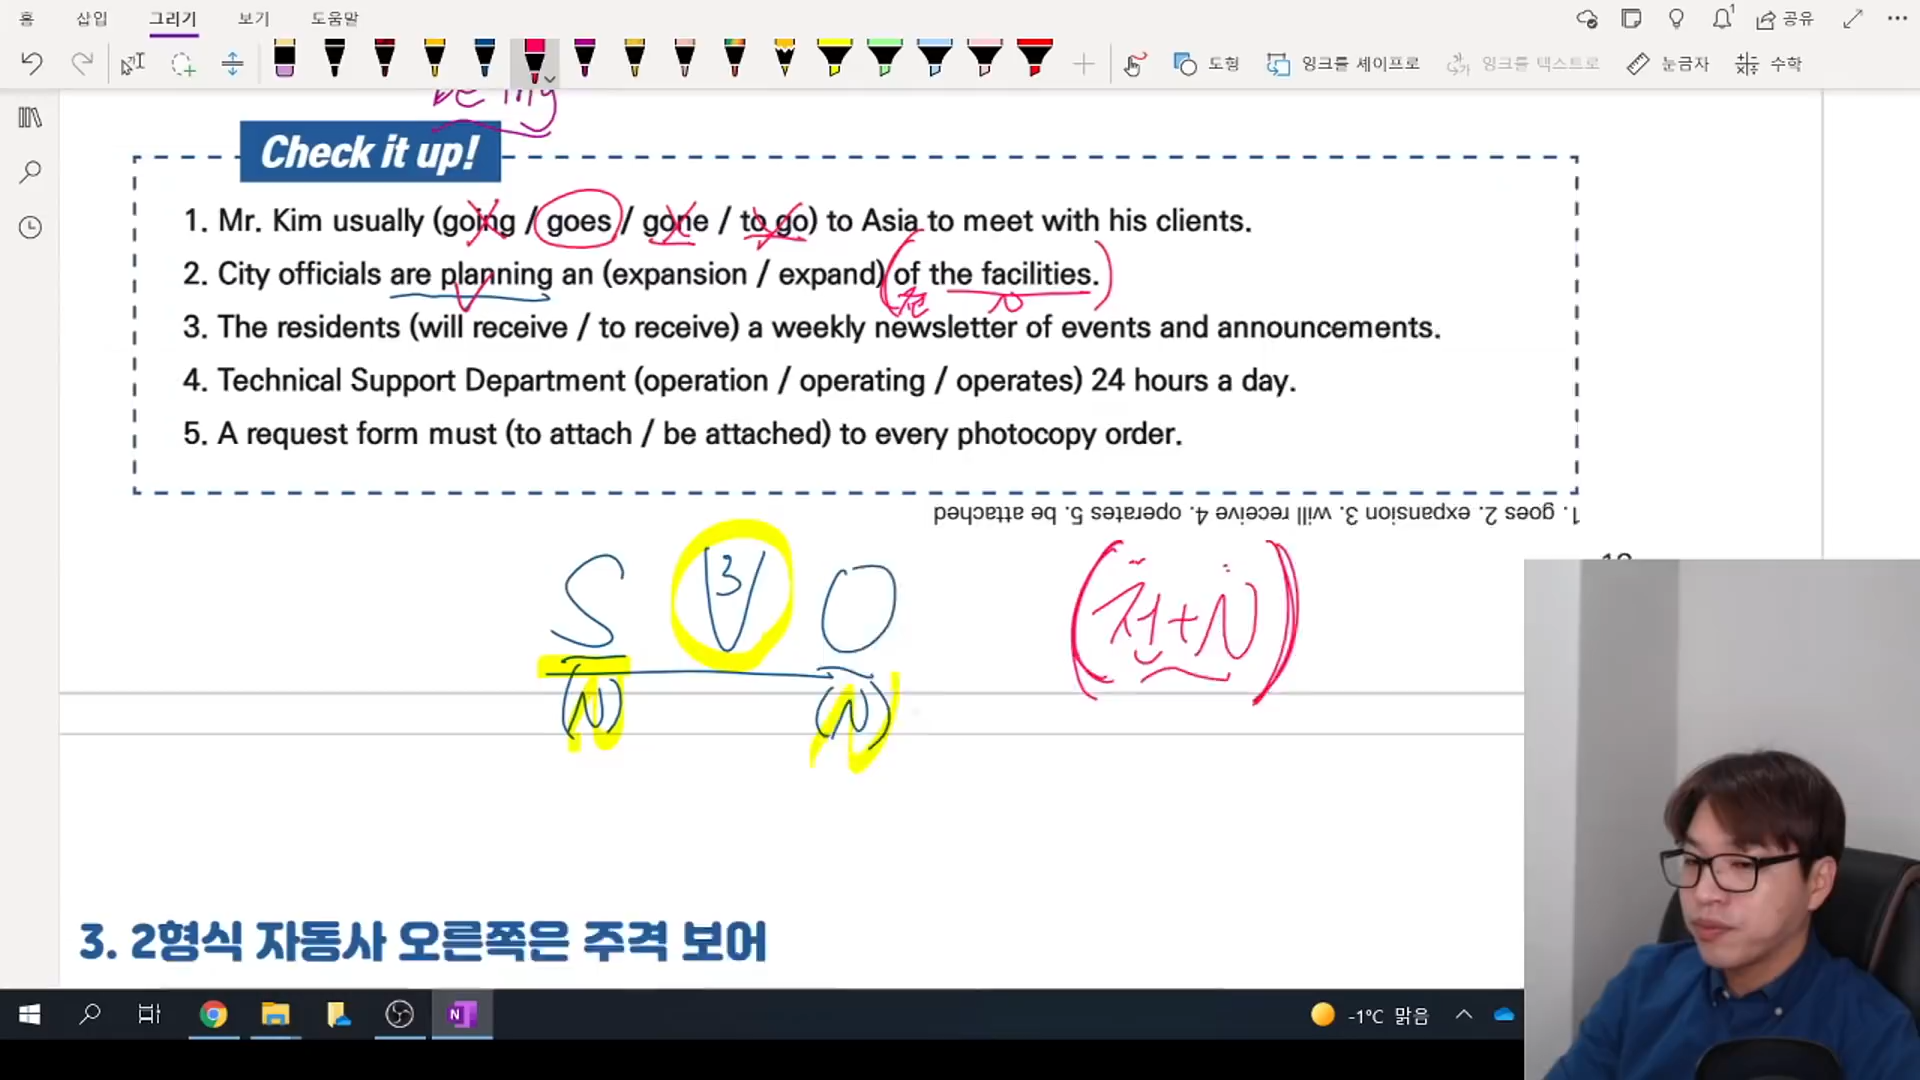 홈 삽입 그리기 보기 도움말 1 공유
도형 잉크를 셰이프로 잉크를 텍스트로 눈금자 수학
be ing
Check it up!
1. Mr. Kim usually (going / goes / gone / to go) to Asia to meet with his clients.
2. City officials are planning an (expansion / expand) of the facilities.
전 N
3. The residents (will receive / to receive) a weekly newsletter of events and announcements.
4. Technical Support Department (operation / operating / operates) 24 hours a day.
5. A request form must (to attach / be attached) to every photocopy order.
1. goes 2. expansion 3. will receive 4. operates 5. be attached
S V 3 O (전+N)
(N) (N)
3. 2형식 자동사 오른쪽은 주격 보어
N -1°C 맑음